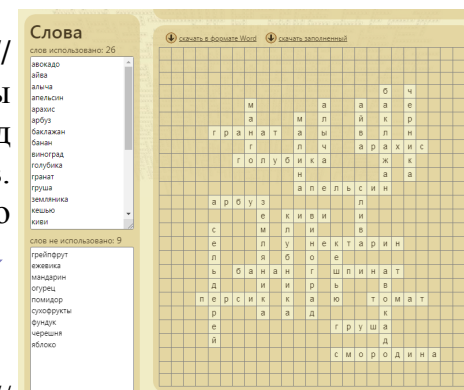 //
ы
д
.
о
//
Слова
слов использовано: 26
авокадо
айва
алыча
апельсин
арахис
арбуз
баклажан
банан
виноград
голубика
гранат
груша
земляника
кешью
киви
слов не использовано: 9
грейпфрут
ежевика
мандарин
огурец
помидор
сухофрукты
фундук
черешня
яблоко
скачать в формате Word скачать заполненный
б ч
м а а а е
а м л й к р
г р а н а т а ы в л н
г л ч а р а х и с
г о л у б и к а ж к
н а а
а п е л ь с и н
а р б у з л
е к и в и и
с м л и в
е л у н е к т а р и н
л я б о е
ь б а н а н г ш п и н а т
д и и р ь в
п е р с и к к а ю т о м а т
р а а д к
е г р у ш а
й д
с м о р о д и н а